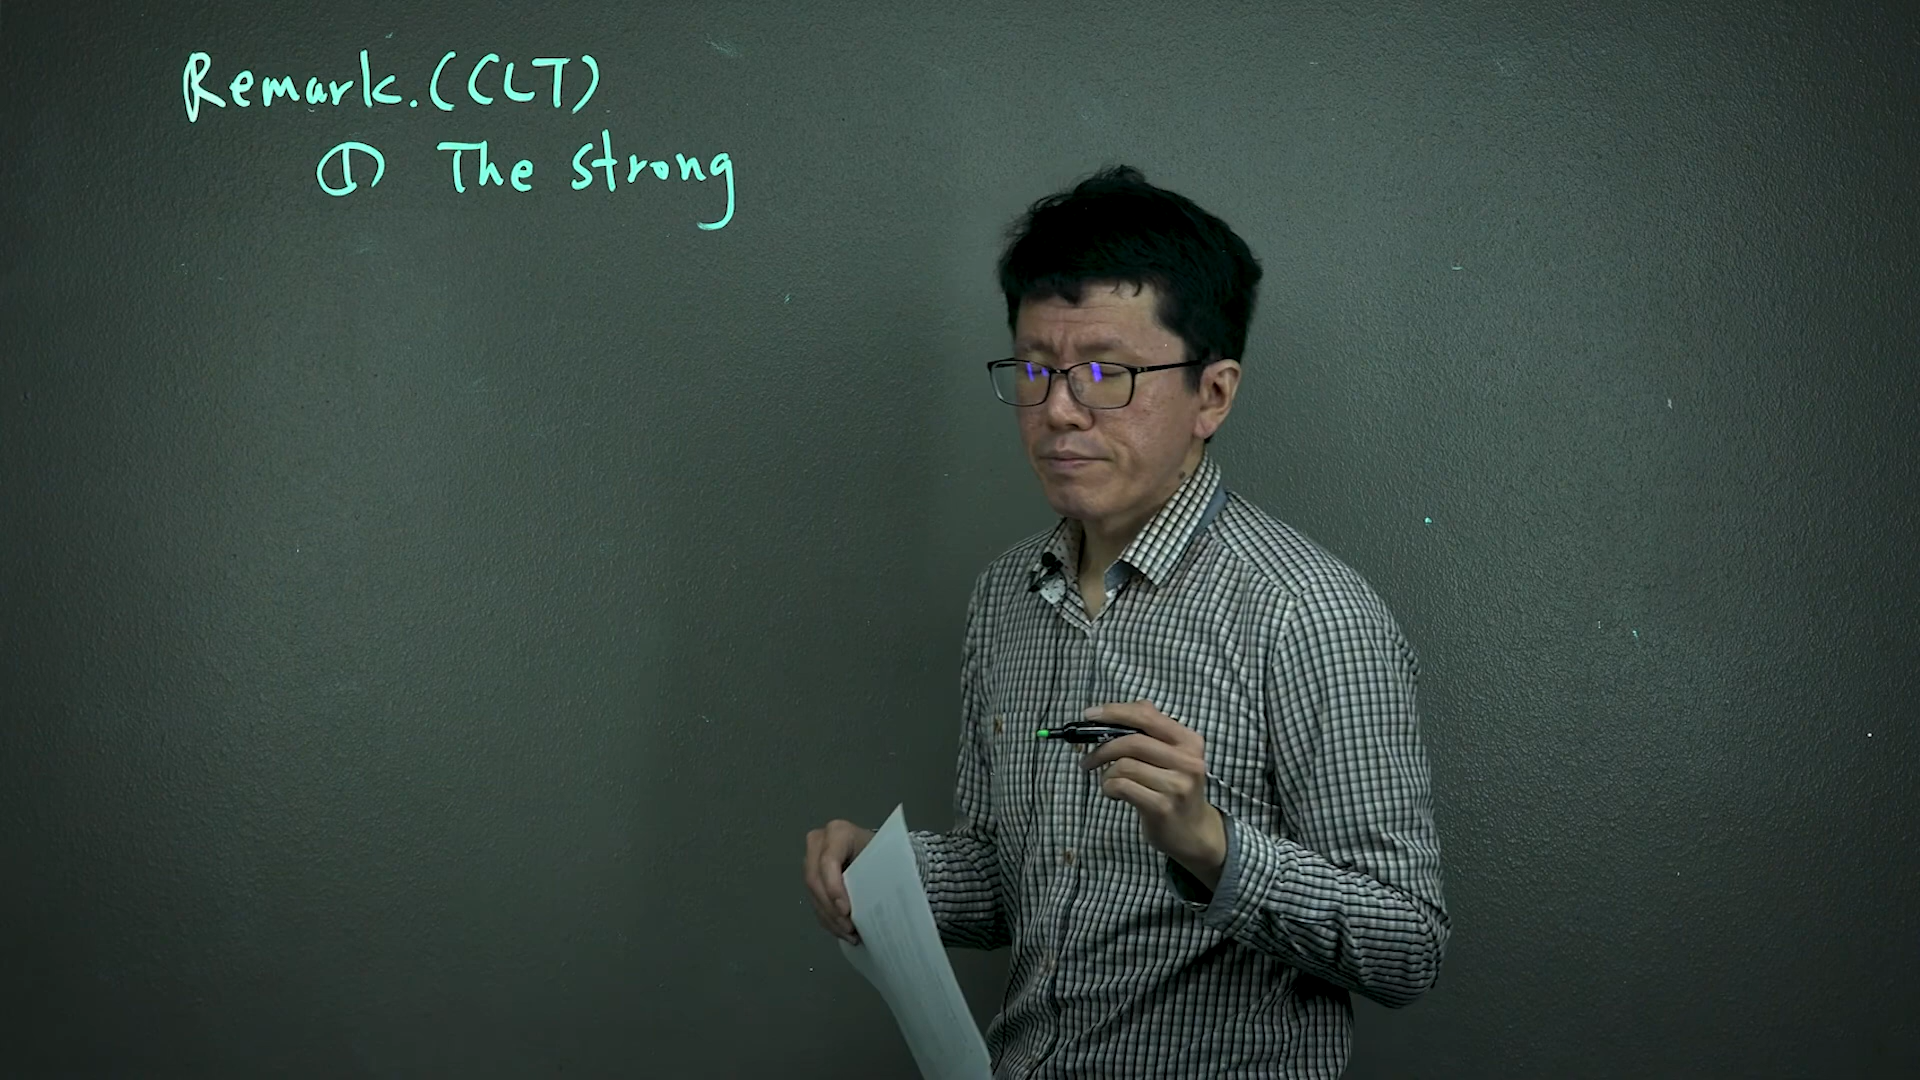 Remark. (CLT)
① The strong